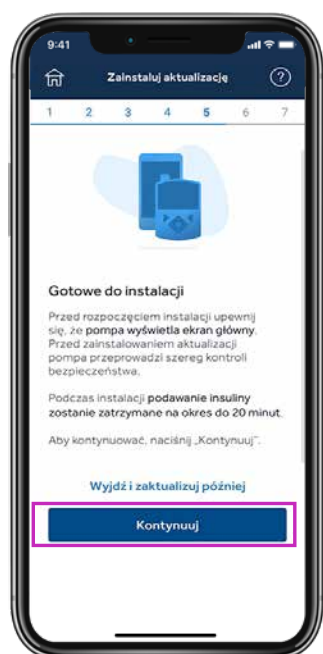 9:41
Zainstaluj aktualizację ?
1 2 3 4 5 6 7
Gotowe do instalacji
Przed rozpoczęciem instalacji upewnij
się, że pompa wyświetla ekran główny.
Przed zainstalowaniem aktualizacji
pompa przeprowadzi szereg kontroli
bezpieczeństwa.
Podczas instalacji podawanie insuliny
zostanie zatrzymane na okres do 20 minut.
Aby kontynuować, naciśnij „Kontynuuj”.
Wyjdź i zaktualizuj później
Kontynuuj